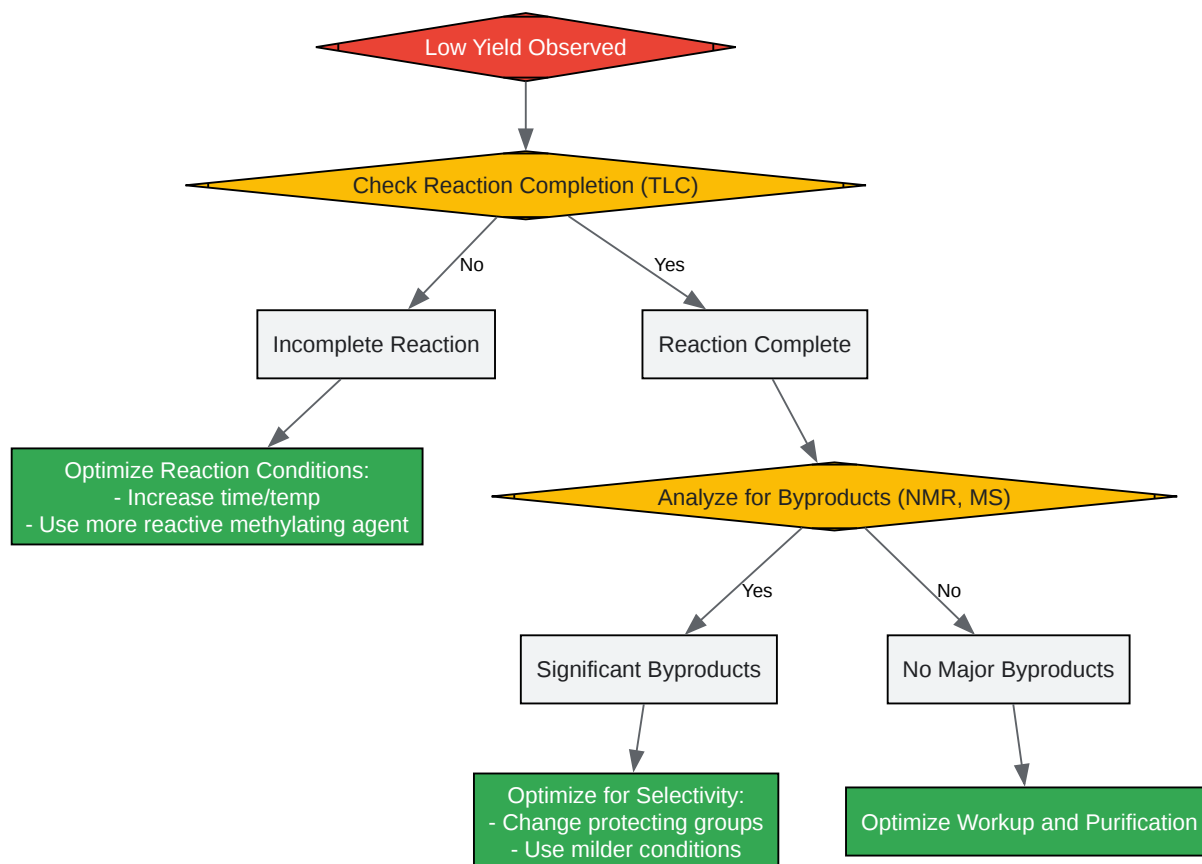 Low Yield Observed
Check Reaction Completion (TLC)
No
Yes
Incomplete Reaction
Reaction Complete
Optimize Reaction Conditions:
- Increase time/temp
- Use more reactive methylating agent
Analyze for Byproducts (NMR, MS)
Yes
No
Significant Byproducts
No Major Byproducts
Optimize for Selectivity:
- Change protecting groups
- Use milder conditions
Optimize Workup and Purification